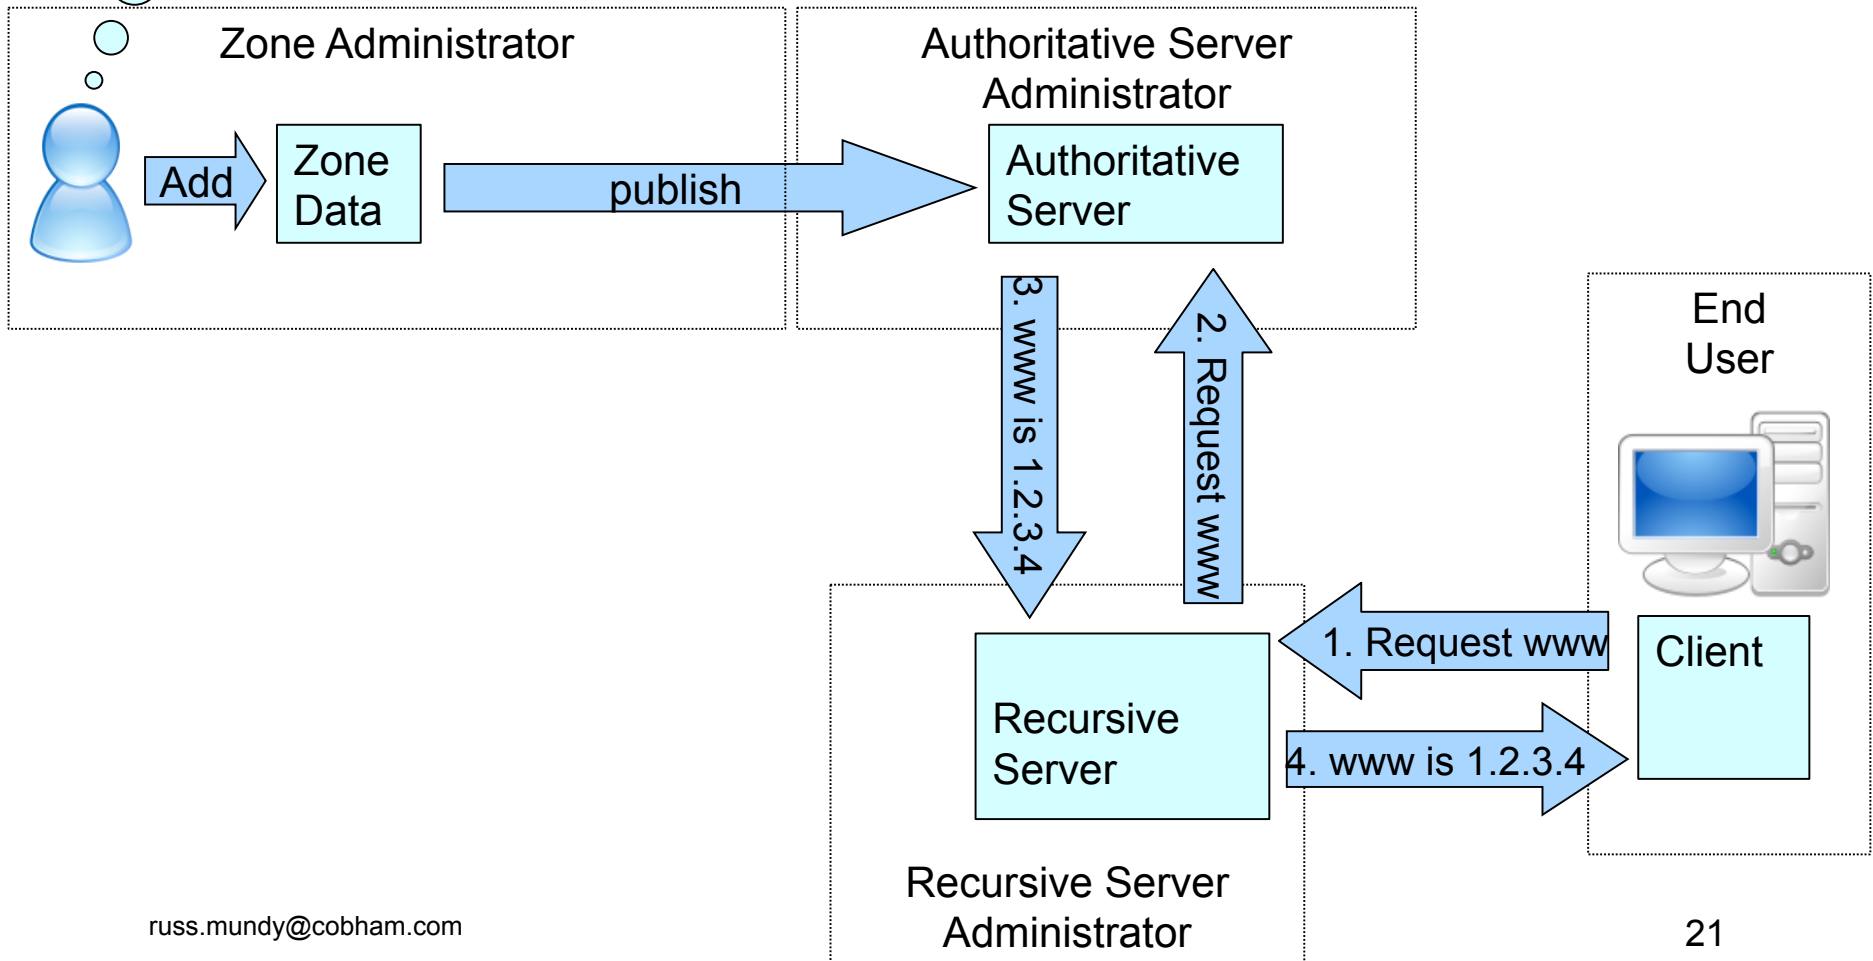 Zone Administrator
Authoritative Server
Administrator
Add
Zone
Data
publish
Authoritative
Server
3. www is 1.2.3.4
2. Request www
End
User
1. Request www
Client
Recursive
Server
4. www is 1.2.3.4
Recursive Server
Administrator
russ.mundy@cobham.com
21